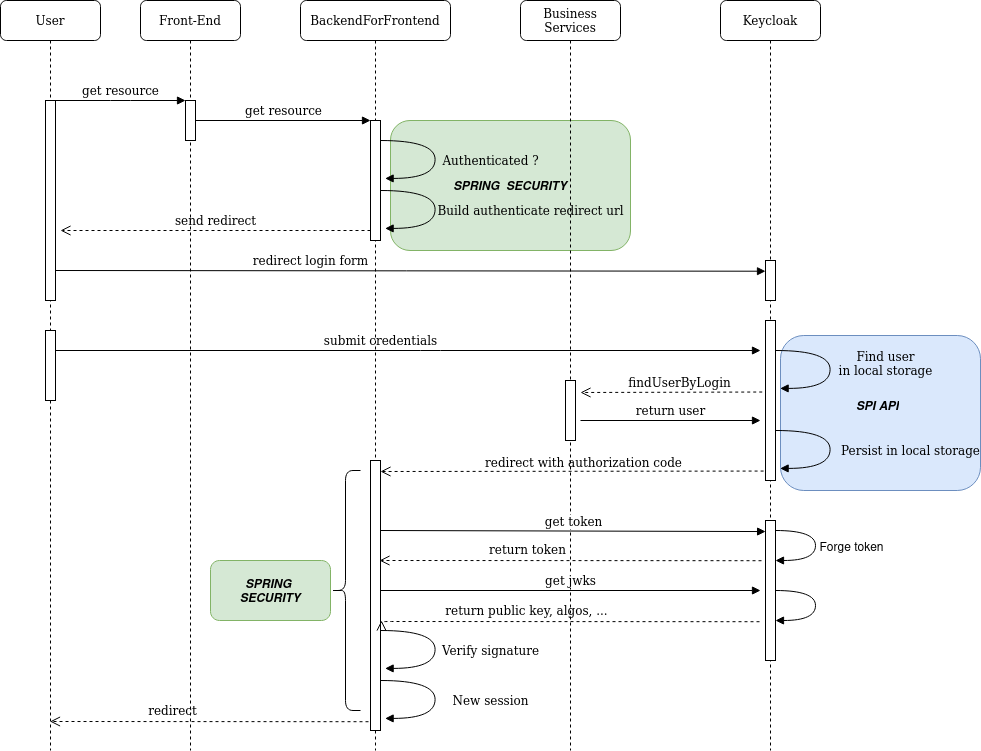 User
Front-End
BackendForFrontend
Business
Services
Keycloak
get resource
get resource
Authenticated ?
SPRING SECURITY
Build authenticate redirect url
send redirect
redirect login form
submit credentials
Find user
in local storage
findUserByLogin
SPI API
return user
Persist in local storage
redirect with authorization code
get token
Forge token
return token
get jwks
SPRING
SECURITY
return public key, algos, ...
Verify signature
New session
redirect